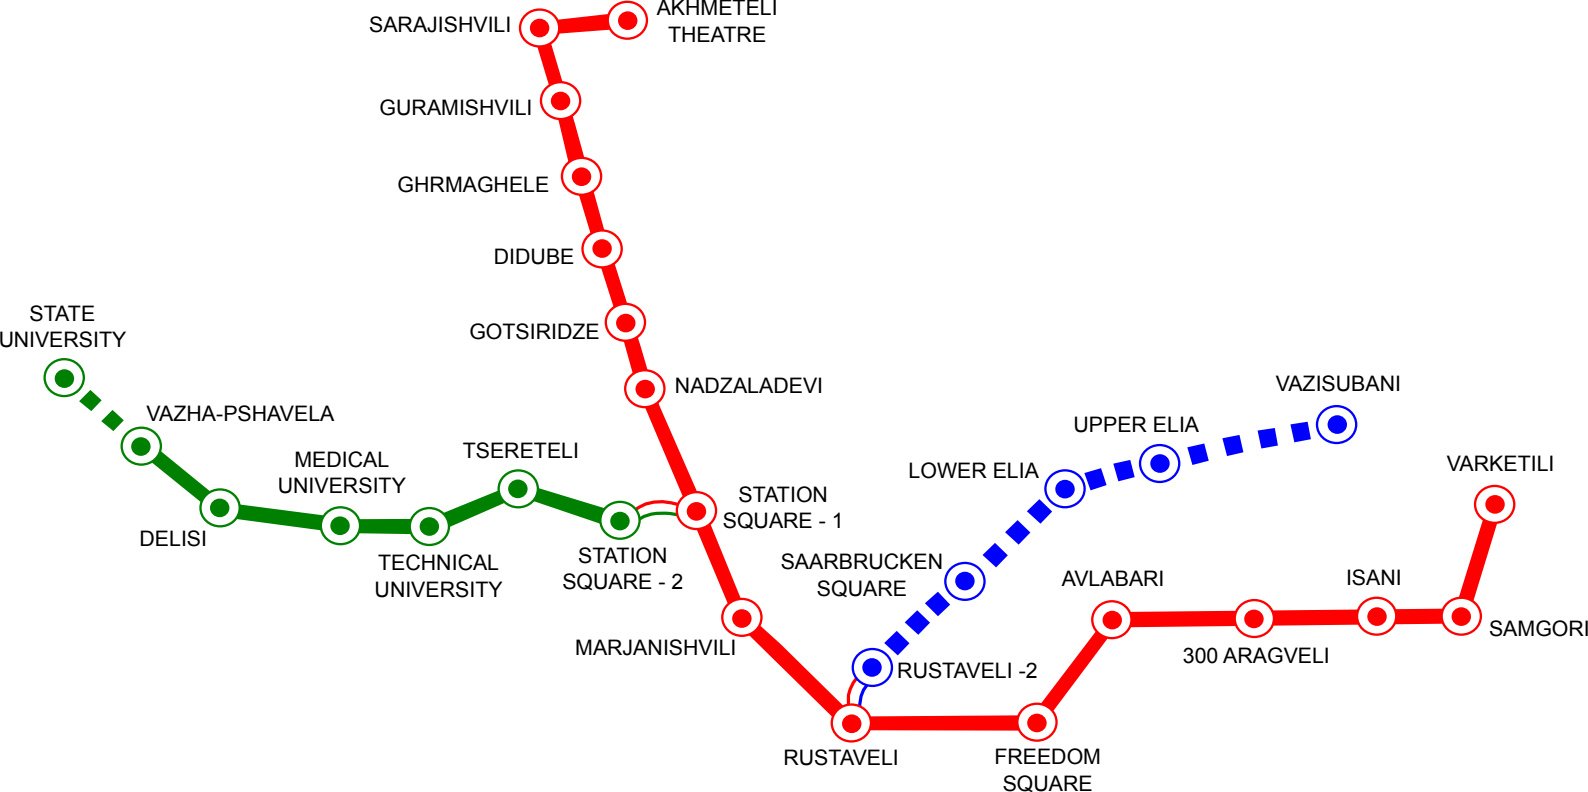 AKHMETELI
THEATRE
SARAJISHVILI
GURAMISHVILI
GHRMAGHELE
DIDUBE
GOTSIRIDZE
NADZALADEVI
STATE
UNIVERSITY
VAZHA-PSHAVELA
DELISI
MEDICAL
UNIVERSITY
TECHNICAL
UNIVERSITY
TSERETELI
STATION
SQUARE - 2
STATION
SQUARE - 1
MARJANISHVILI
RUSTAVELI
RUSTAVELI -2
SAARBRUCKEN
SQUARE
LOWER ELIA
UPPER ELIA
VAZISUBANI
FREEDOM
SQUARE
AVLABARI
300 ARAGVELI
ISANI
SAMGORI
VARKETILI